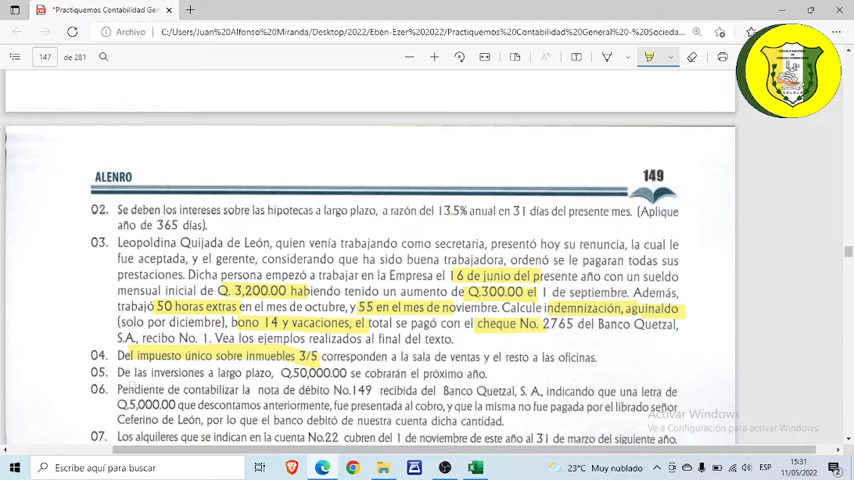 *Practiquemos Contabilidad Gen
Archivo
C:/Users/Juan%20Alfonso%20Miranda/Desktop/2022/Eben-Ezer%202022/Practiquemos%20Contabilidad%20General%20-%20Socieda...
147 de 281
ALENRO
149
02. Se deben los intereses sobre las hipotecas a largo plazo, a razón del 13.5% anual en 31 días del presente mes. (Aplique
año de 365 días).
03. Leopoldina Quijada de León, quien venía trabajando como secretaria, presentó hoy su renuncia, la cual le
fue aceptada, y el gerente, considerando que ha sido buena trabajadora, ordenó se le pagaran todas sus
prestaciones. Dicha persona empezó a trabajar en la Empresa el 16 de junio del presente año con un sueldo
mensual inicial de Q. 3,200.00 habiendo tenido un aumento de Q.300.00 el 1 de septiembre. Además,
trabajó 50 horas extras en el mes de octubre, y 55 en el mes de noviembre. Calcule indemnización, aguinaldo
(solo por diciembre), bono 14 y vacaciones, el total se pagó con el cheque No. 2765 del Banco Quetzal,
S.A., recibo No. 1. Vea los ejemplos realizados al final del texto.
04. Del impuesto único sobre inmuebles 3/5 corresponden a la sala de ventas y el resto a las oficinas.
05. De las inversiones a largo plazo, Q.50,000.00 se cobrarán el próximo año.
06. Pendiente de contabilizar la nota de débito No.149 recibida del Banco Quetzal, S. A., indicando que una letra de
Q.5,000.00 que descontamos anteriormente, fue presentada al cobro, y que la misma no fue pagada por el librado señor
Ceferino de León, por lo que el banco debitó de nuestra cuenta dicha cantidad.
07. Los alquileres que se indican en la cuenta No.22 cubren del 1 de noviembre de este año al 31 de marzo del siguiente año.
Activar Windows
Ve a Configuración para activar Windows.
Escribe aquí para buscar
23°C Muy nublado
ESP
15:31
11/05/2022